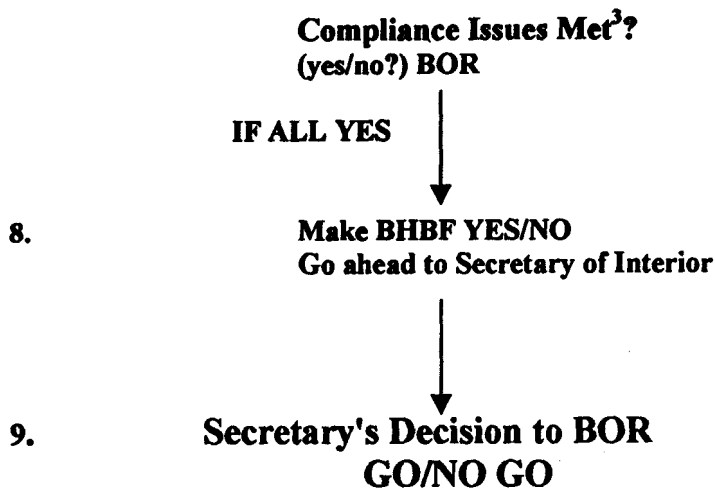 Compliance Issues Met³?
(yes/no?) BOR
IF ALL YES
8. Make BHBF YES/NO
Go ahead to Secretary of Interior
9. Secretary's Decision to BOR
GO/NO GO